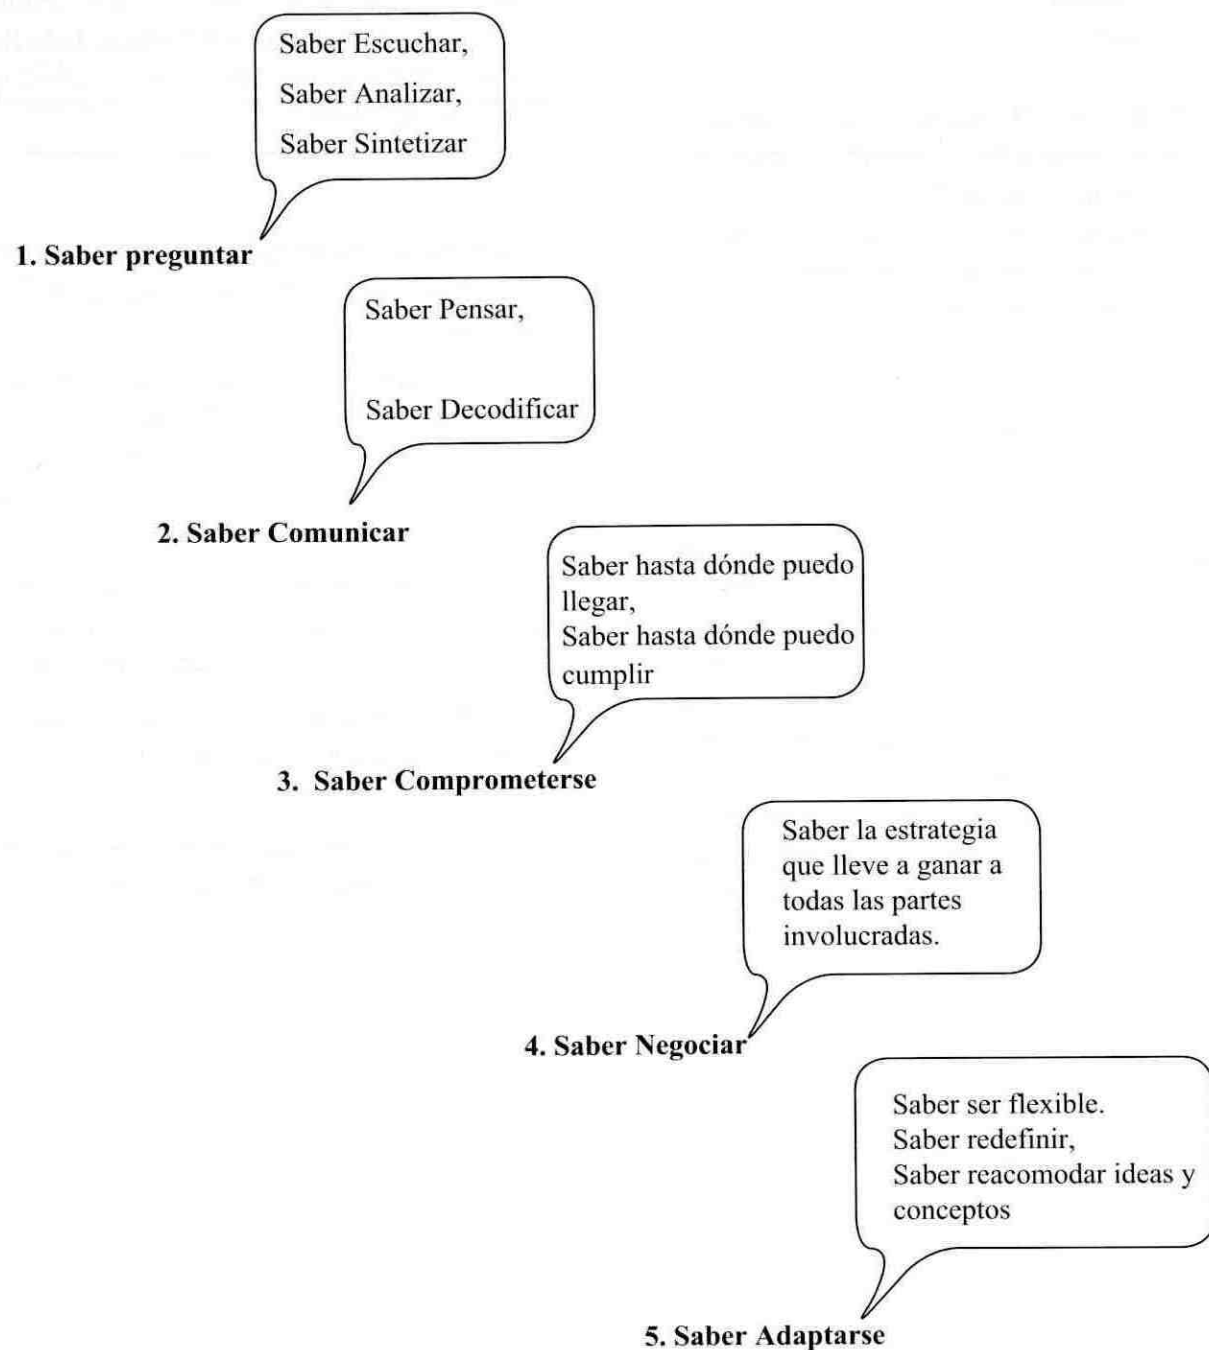 Saber Escuchar,
Saber Analizar,
Saber Sintetizar
1. Saber preguntar
Saber Pensar,
Saber Decodificar
2. Saber Comunicar
Saber hasta dónde puedo
llegar,
Saber hasta dónde puedo
cumplir
3. Saber Comprometerse
Saber la estrategia
que lleve a ganar a
todas las partes
involucradas.
4. Saber Negociar
Saber ser flexible.
Saber redefinir,
Saber reacomodar ideas y
conceptos
5. Saber Adaptarse